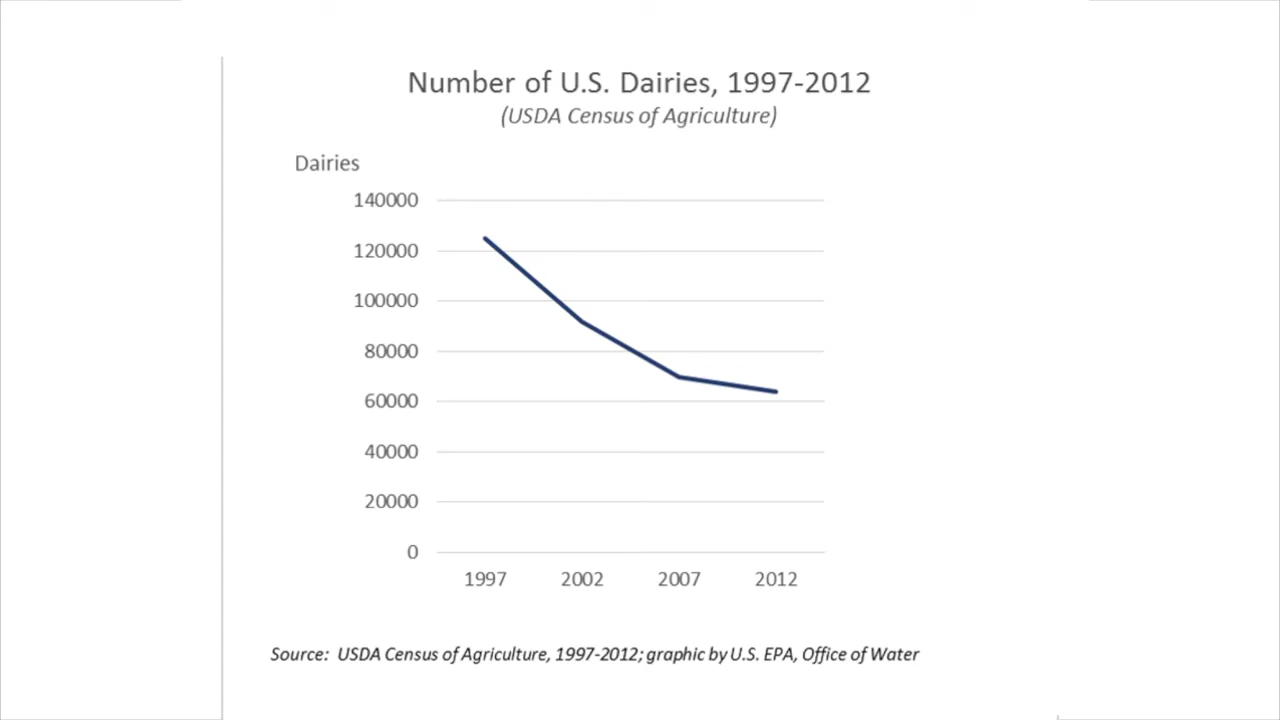 Number of U.S. Dairies, 1997-2012
(USDA Census of Agriculture)
Dairies
140000
120000
100000
80000
60000
40000
20000
0
1997 2002 2007 2012
Source: USDA Census of Agriculture, 1997-2012; graphic by U.S. EPA, Office of Water